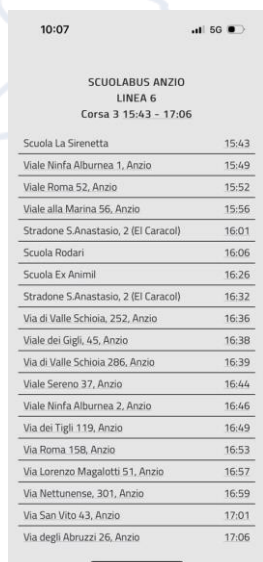 10:07 5G
SCUOLABUS ANZIO
LINEA 6
Corsa 3 15:43 - 17:06
Scuola La Sirenetta 15:43
Viale Ninfa Alburnea 1, Anzio 15:49
Viale Roma 52, Anzio 15:52
Viale alla Marina 56, Anzio 15:56
Stradone S.Anastasio, 2 (El Caracol) 16:01
Scuola Rodari 16:06
Scuola Ex Animil 16:26
Stradone S.Anastasio, 2 (El Caracol) 16:32
Via di Valle Schioia, 252, Anzio 16:36
Viale dei Gigli, 45, Anzio 16:38
Via di Valle Schioia 286, Anzio 16:39
Viale Sereno 37, Anzio 16:44
Viale Ninfa Alburnea 2, Anzio 16:46
Via dei Tigli 119, Anzio 16:49
Via Roma 158, Anzio 16:53
Via Lorenzo Magalotti 51, Anzio 16:57
Via Nettunense, 301, Anzio 16:59
Via San Vito 43, Anzio 17:01
Via degli Abruzzi 26, Anzio 17:06